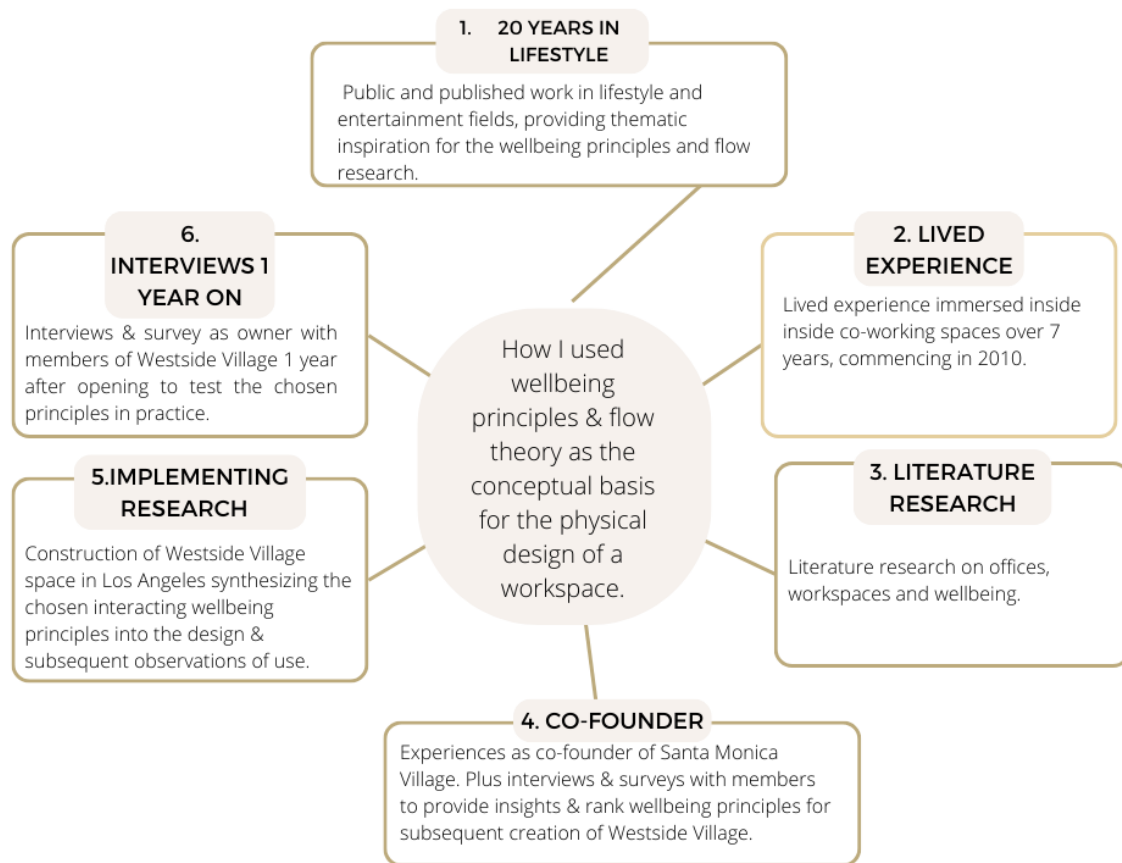 1. 20 YEARS IN
LIFESTYLE
Public and published work in lifestyle and
entertainment fields, providing thematic
inspiration for the wellbeing principles and flow
research.
2. LIVED
EXPERIENCE
Lived experience immersed inside
inside co-working spaces over 7
years, commencing in 2010.
3. LITERATURE
RESEARCH
Literature research on offices,
workspaces and wellbeing.
4. CO-FOUNDER
Experiences as co-founder of Santa Monica
Village. Plus interviews & surveys with members
to provide insights & rank wellbeing principles for
subsequent creation of Westside Village.
5.IMPLEMENTING
RESEARCH
Construction of Westside Village
space in Los Angeles synthesizing the
chosen interacting wellbeing
principles into the design &
subsequent observations of use.
6.
INTERVIEWS 1
YEAR ON
Interviews & survey as owner with
members of Westside Village 1 year
after opening to test the chosen
principles in practice.
How I used
wellbeing
principles & flow
theory as the
conceptual basis
for the physical
design of a
workspace.